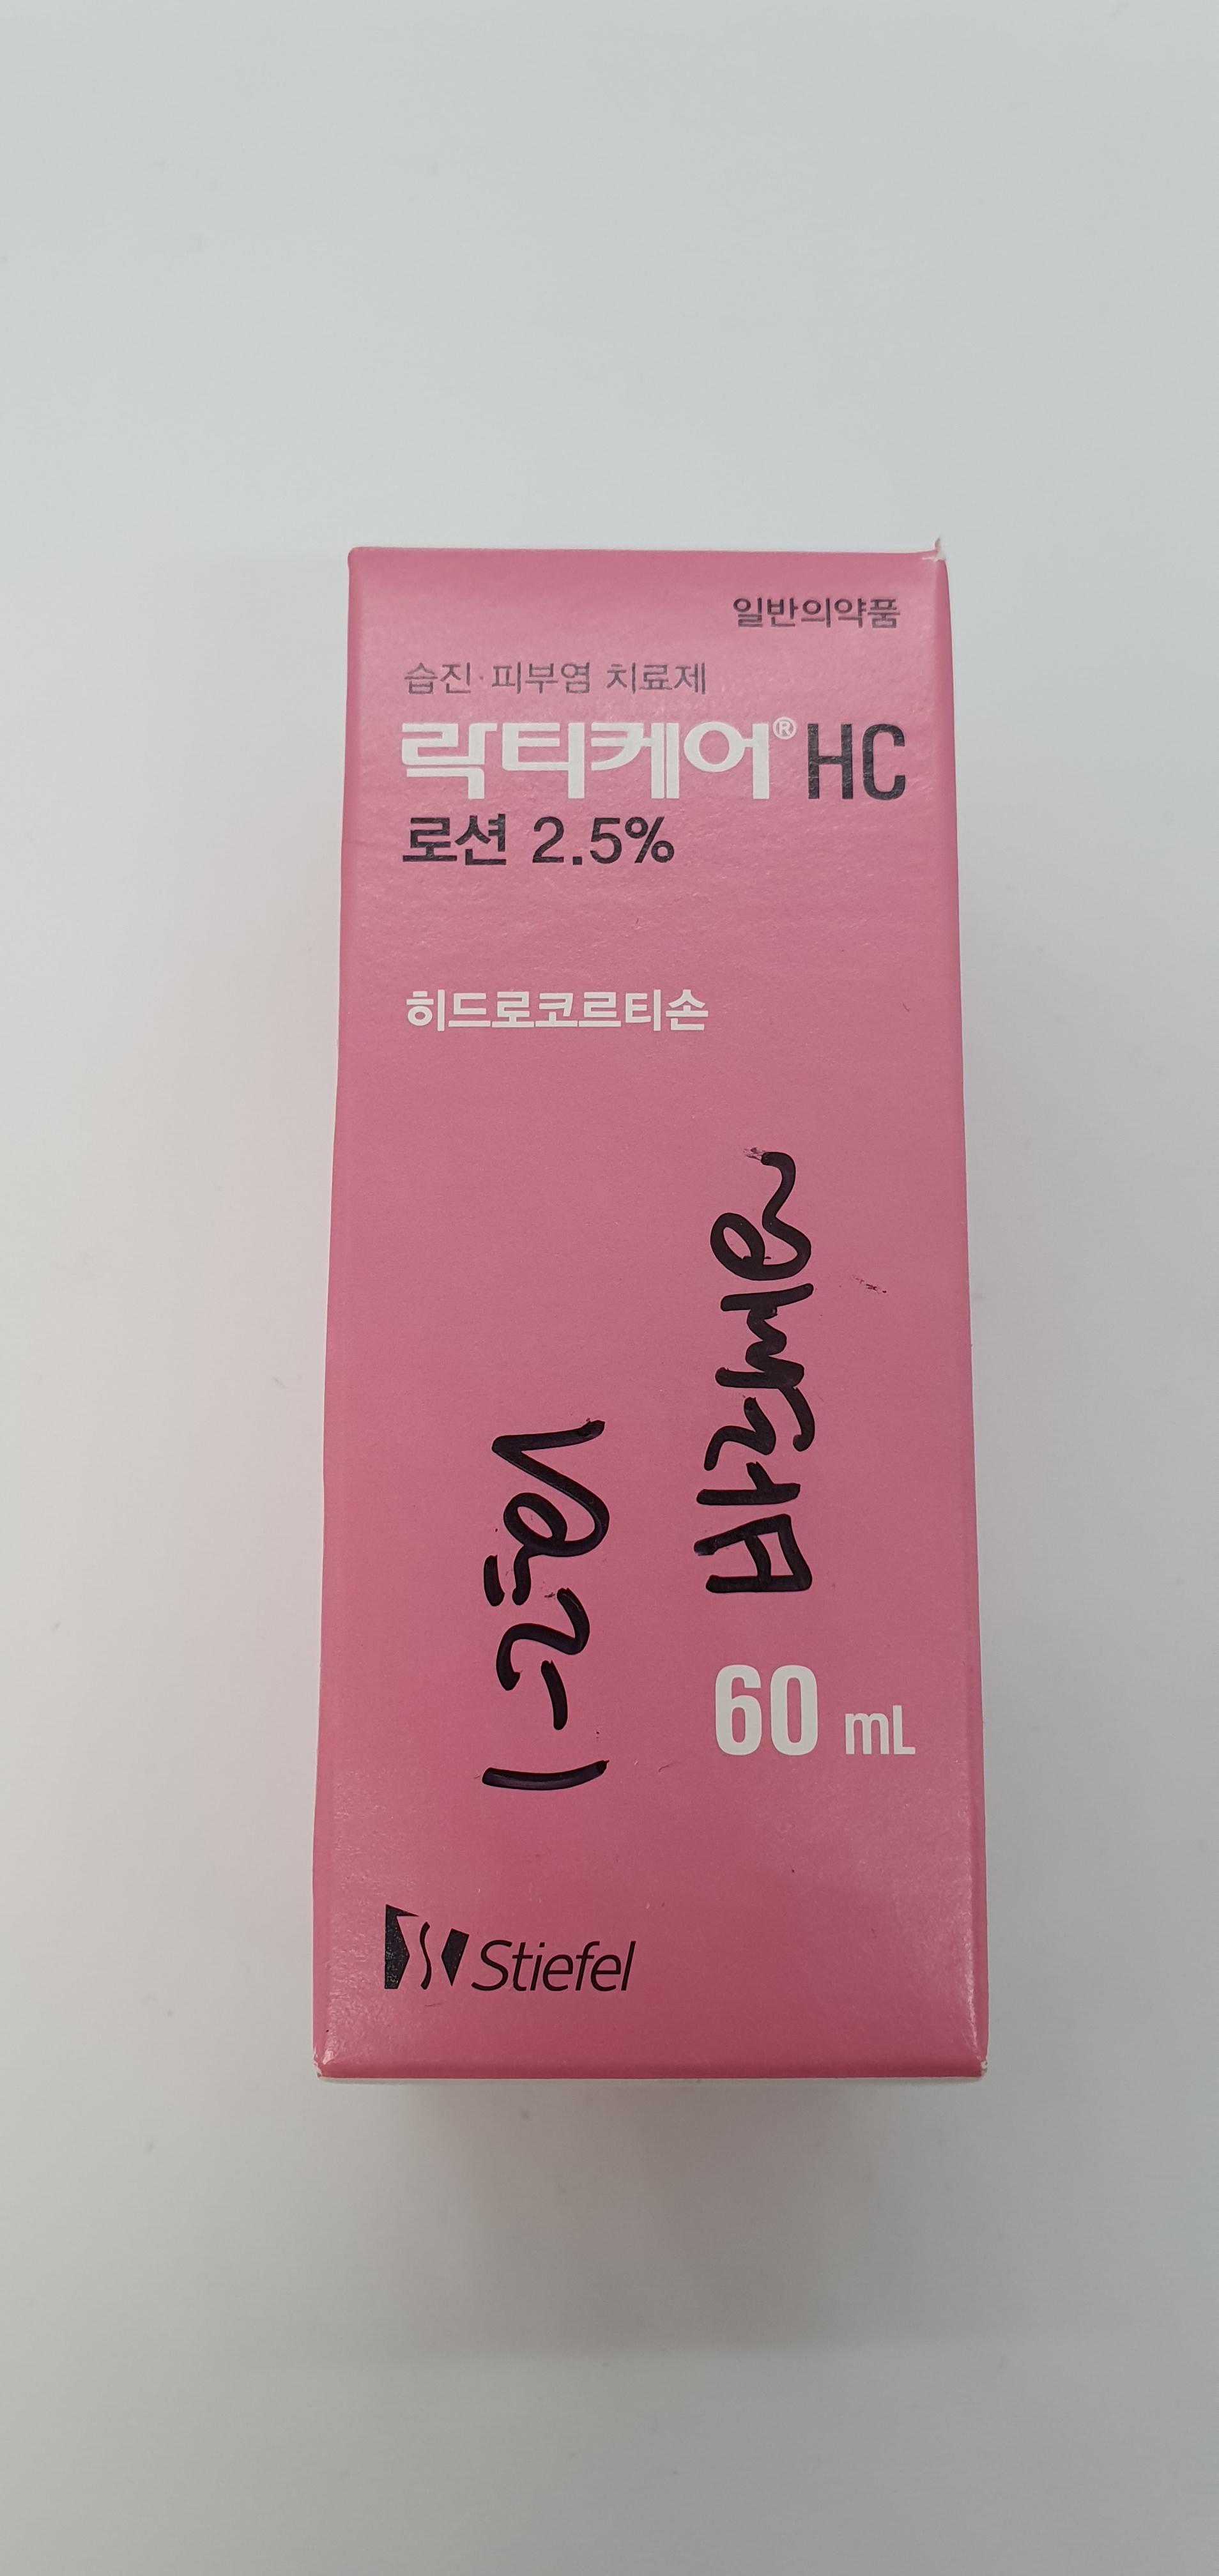 일반의약품
습진·피부염 치료제
락티케어® HC
로션 2.5%
히드로코르티손
60 mL
Stiefel